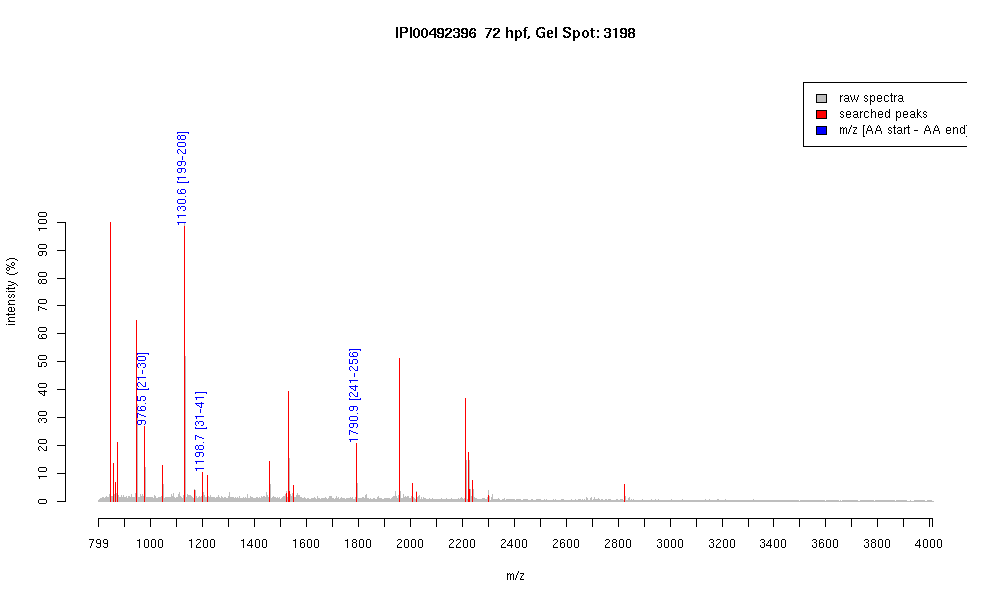 IPI00492396 72 hpf, Gel Spot: 3198
raw spectra
searched peaks
m/z [AA start - AA end]
1130.6 [199-208]
976.5 [21-30]
1198.7 [31-41]
1790.9 [241-256]
intensity (%)
100
90
80
70
60
50
40
30
20
10
0
799 1000 1200 1400 1600 1800 2000 2200 2400 2600 2800 3000 3200 3400 3600 3800 4000
m/z